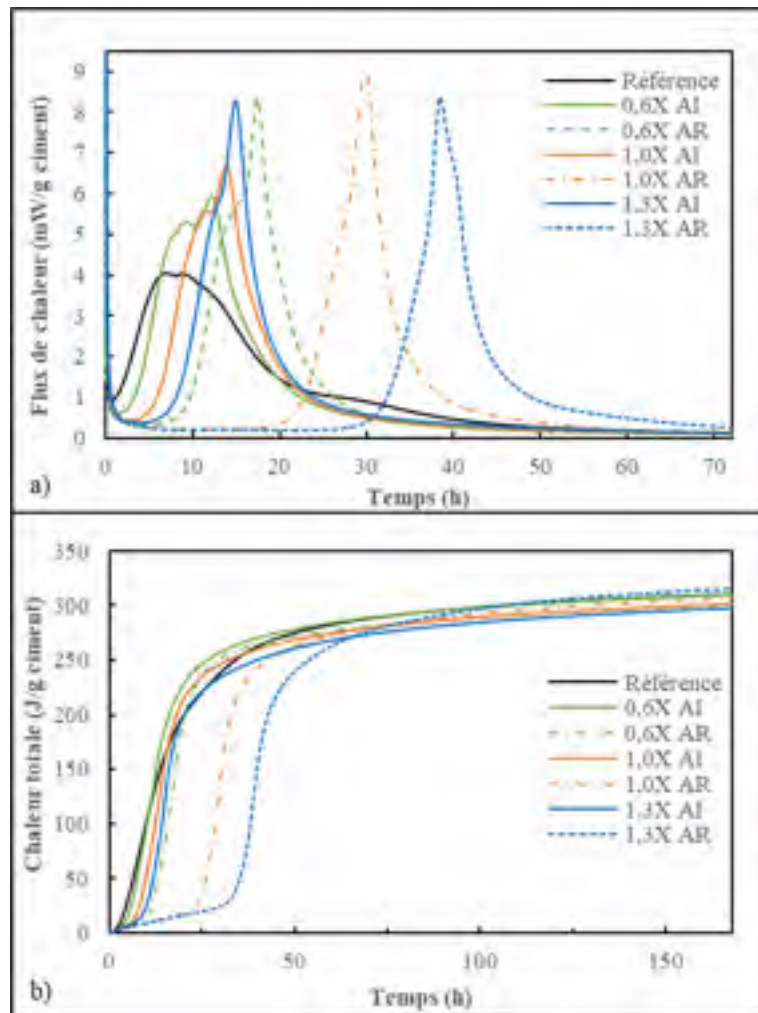 Flux de chaleur (mW/g ciment)
9
8
7
6
5
4
3
2
1
0
Référence
0,6X AI
0,6X AR
1.0X AI
1.0X AR
1.3X AI
1.3X AR
0 10 20 30 40 50 60 70
Temps (h)
a)
Chaleur totale (J/g ciment)
350
300
250
200
150
100
50
0
Référence
0,6X AI
0,6X AR
1,0X AI
1,0X AR
1,3X AI
1,3X AR
0 50 100 150
Temps (h)
b)